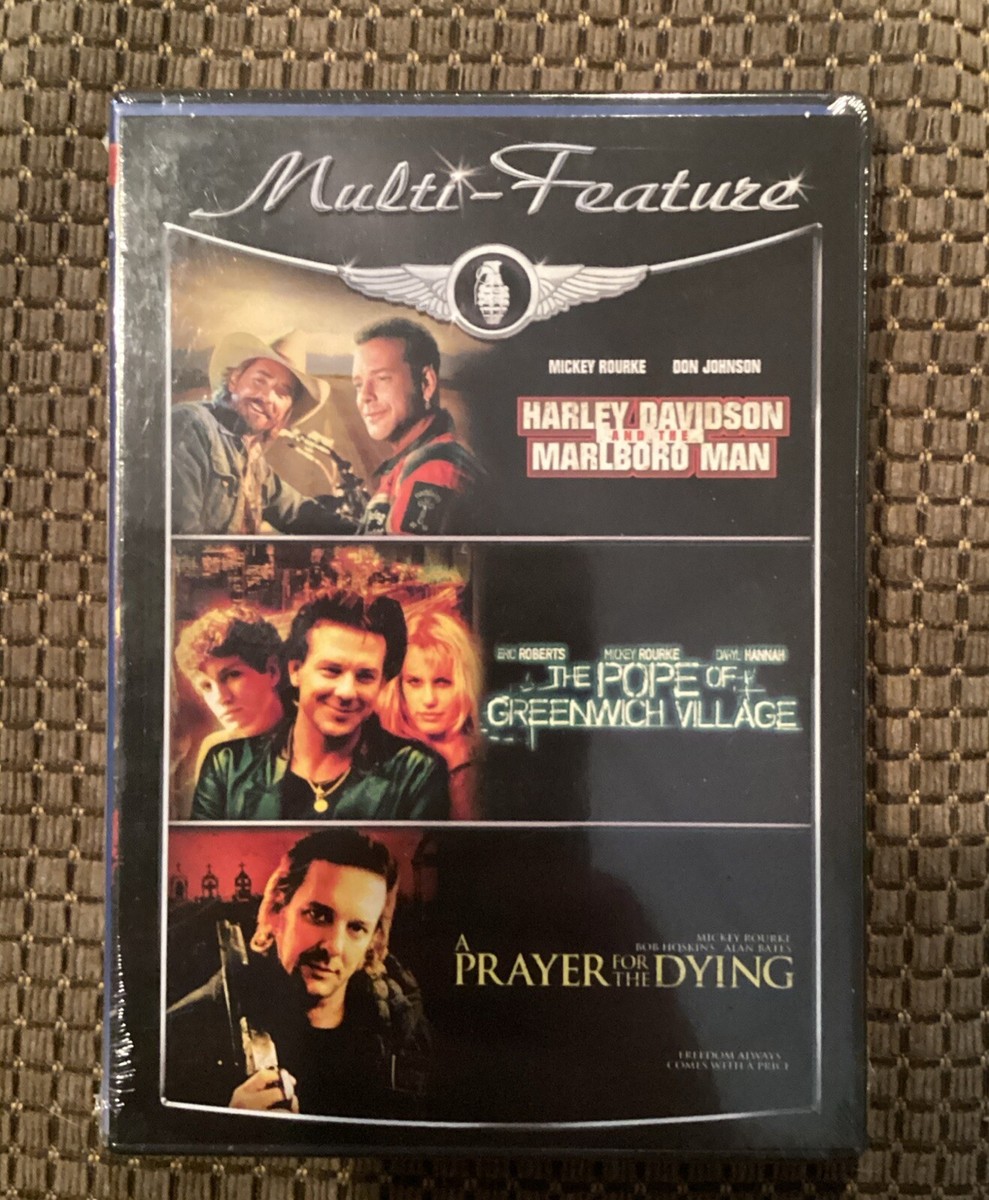 Multi-Feature
MICKEY ROURKE DON JOHNSON
HARLEY DAVIDSON
AND THE
MARLBORO MAN
ERIC ROBERTS MICKEY ROURKE DARYL HANNAH
THE POPE OF
GREENWICH VILLAGE
MICKEY ROURKE
BOB HOSKINS ALAN BATES
A
PRAYER FOR THE DYING
FREEDOM ALWAYS
COMES WITH A PRICE